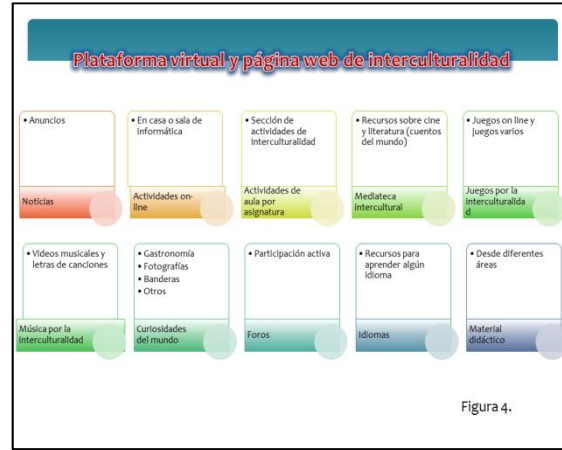 Plataforma virtual y página web de interculturalidad
• Anuncios
Noticias
• En casa o sala de
informática
Actividades on-
line
• Sección de
actividades de
interculturalidad
Actividades de
aula por
asignatura
• Recursos sobre cine
y literatura (cuentos
del mundo)
Mediateca
intercultural
• Juegos on line y
juegos varios
Juegos por la
interculturalida
d
• Videos musicales y
letras de canciones
Música por la
interculturalidad
• Gastronomía
• Fotografías
• Banderas
• Otros
Curiosidades
del mundo
• Participación activa
Foros
• Recursos para
aprender algún
idioma
Idiomas
• Desde diferentes
áreas
Material
didáctico
Figura 4.